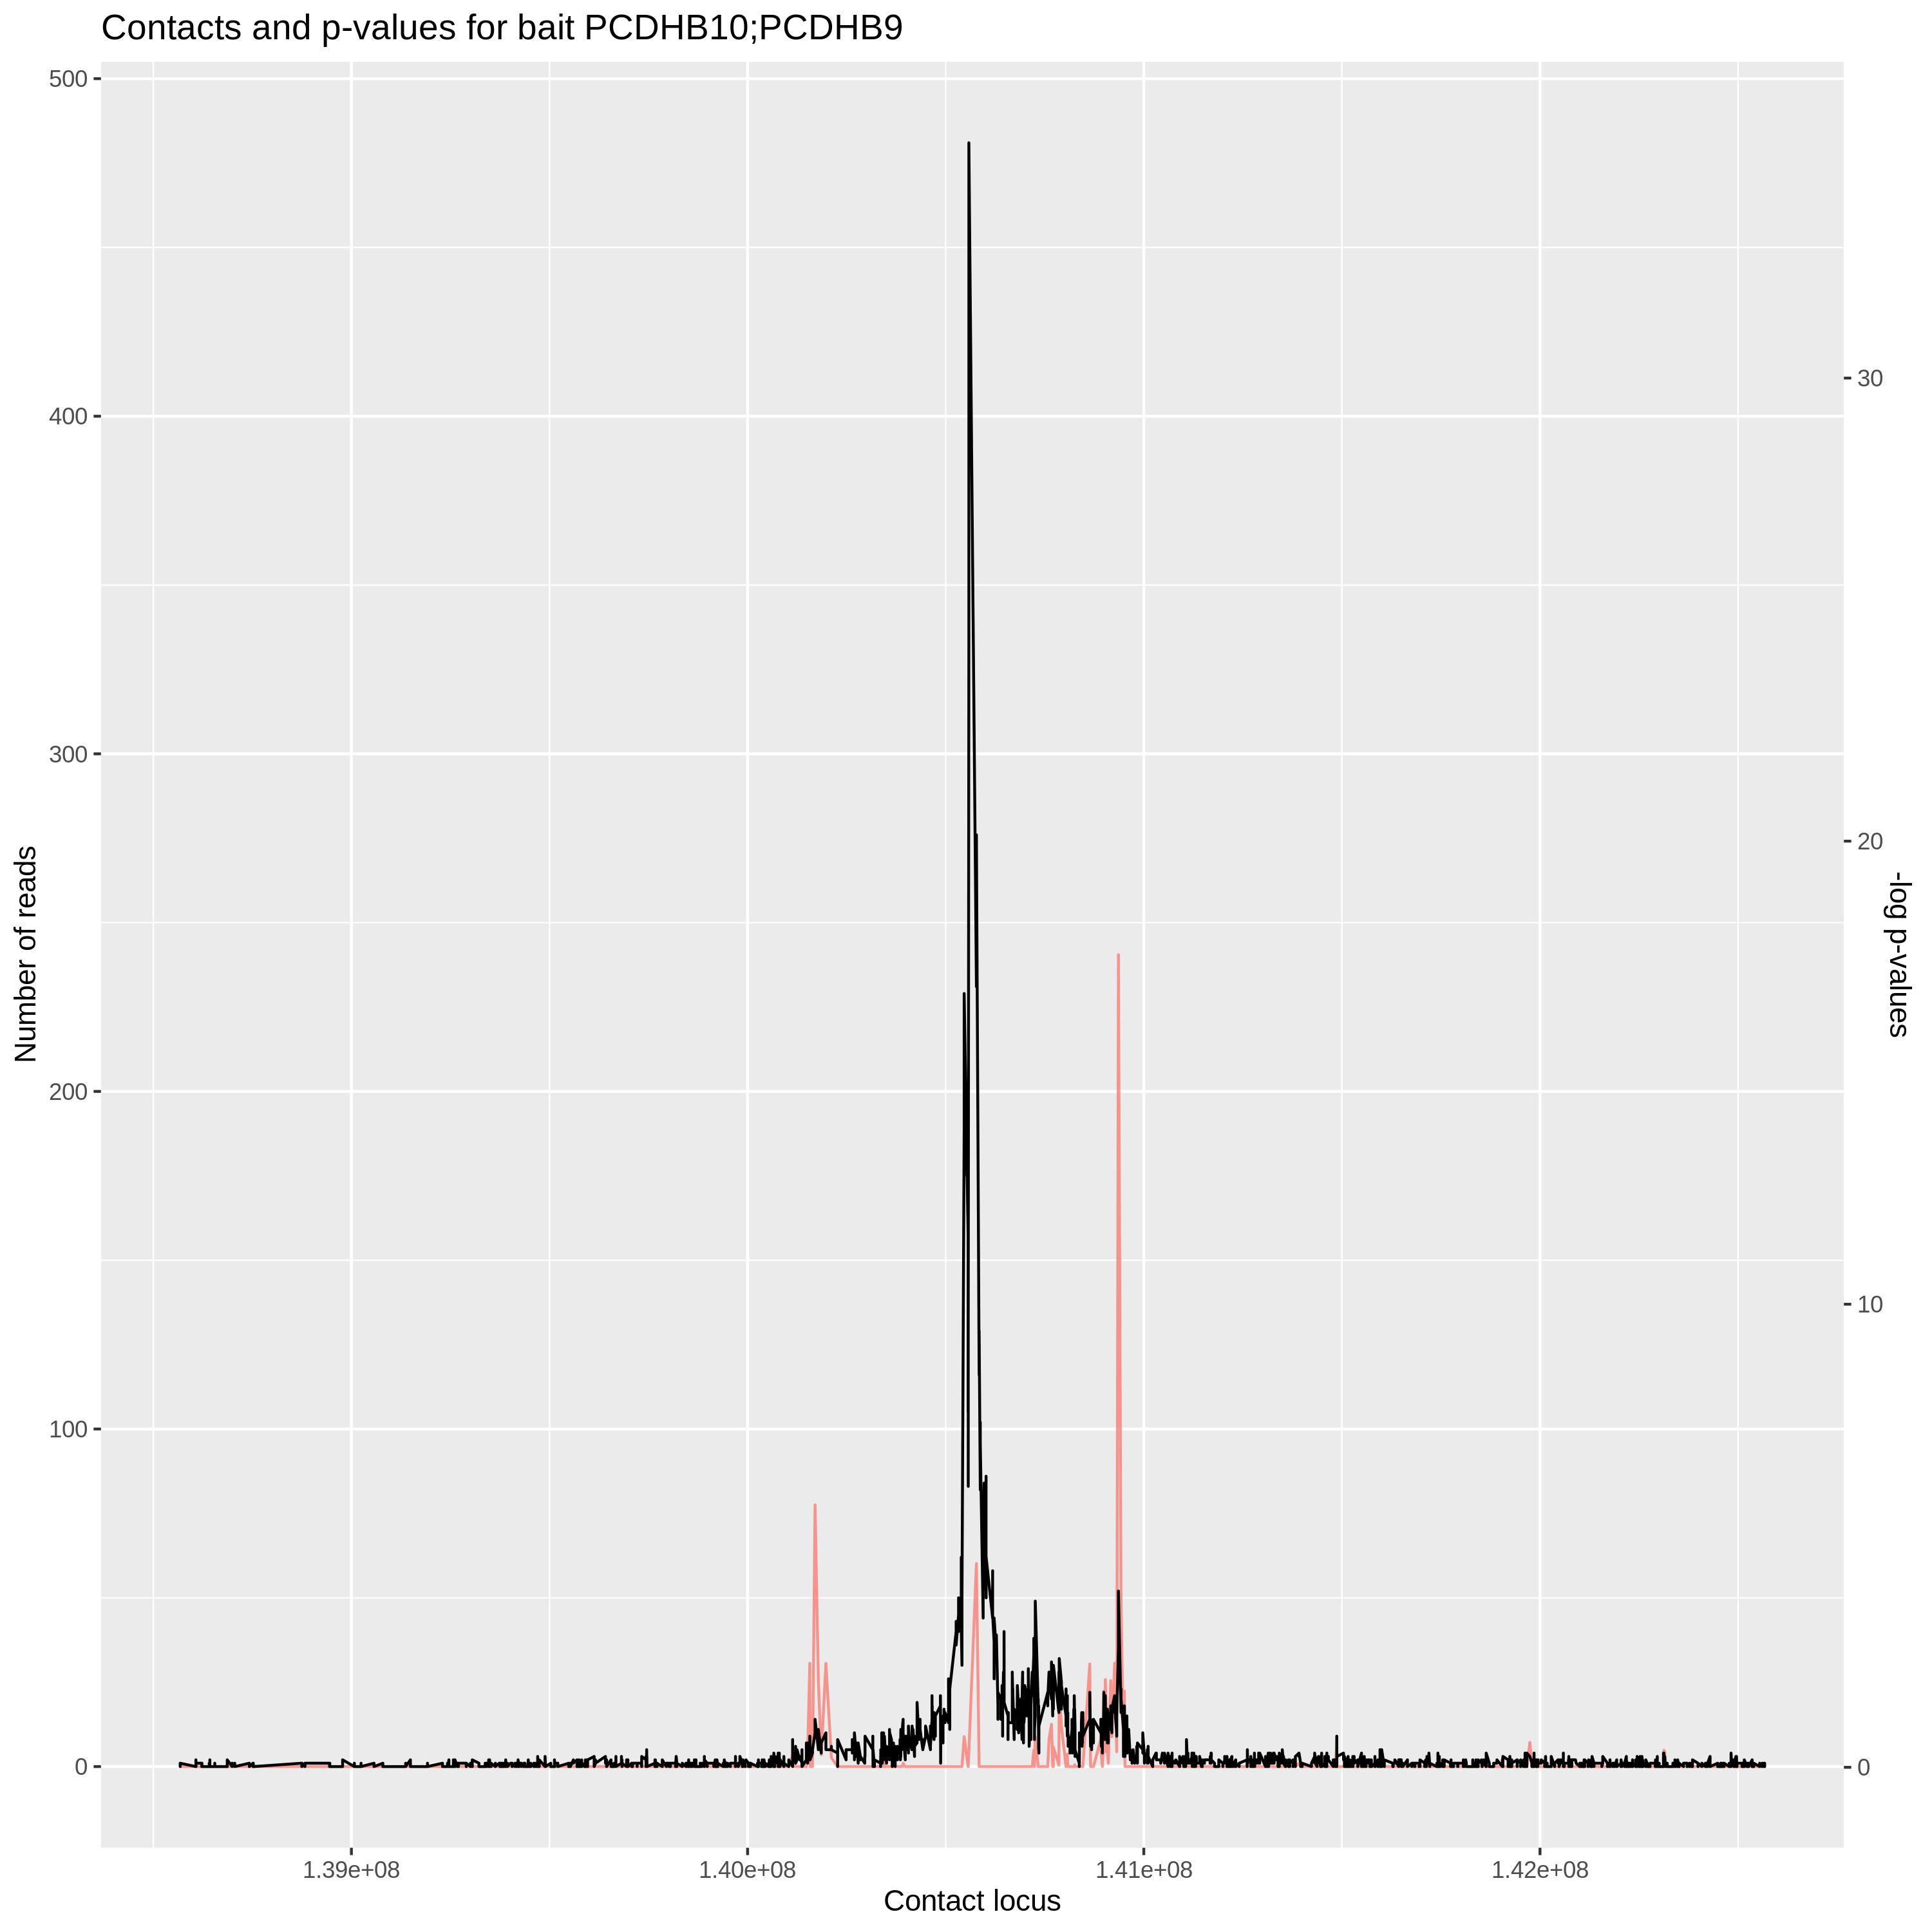 Contacts and p-values for bait PCDHB10;PCDHB9
500
400
300
200
100
0
Number of reads
30
20
10
0
-log p-values
1.39e+08
1.40e+08
1.41e+08
1.42e+08
Contact locus